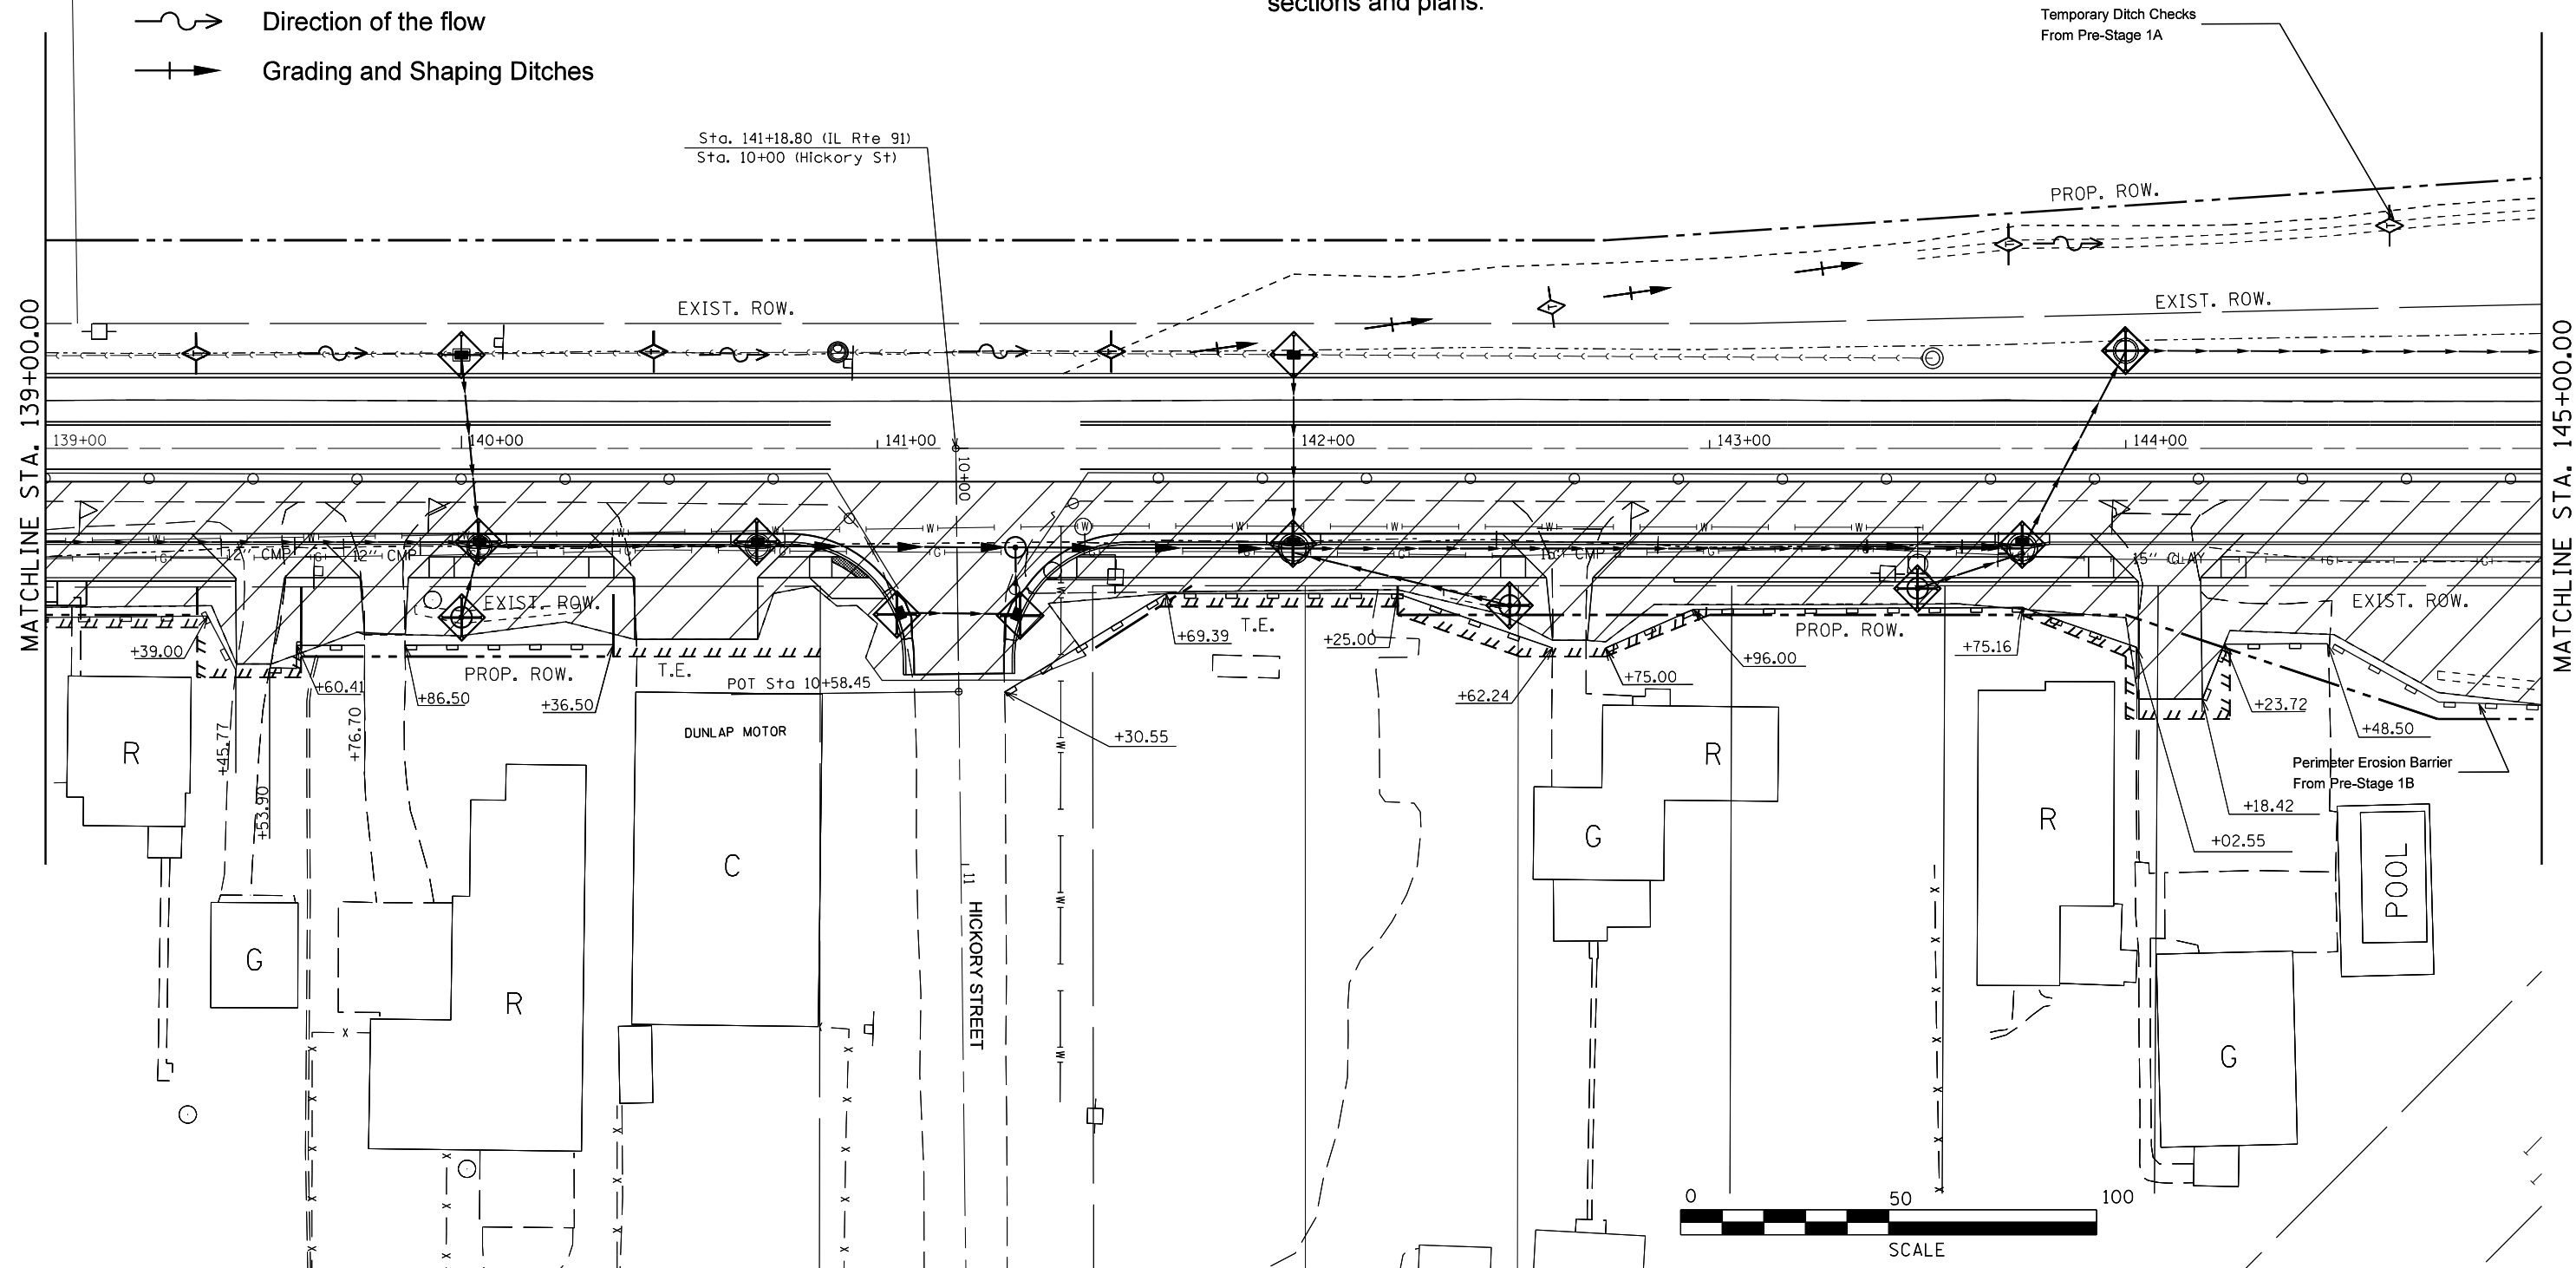 sections and plans.
Direction of the flow
Grading and Shaping Ditches
Temporary Ditch Checks
From Pre-Stage 1A
Sta. 141+18.80 (IL Rte 91)
Sta. 10+00 (Hickory St)
PROP. ROW.
EXIST. ROW.
EXIST. ROW.
MATCHLINE STA. 139+00.00
MATCHLINE STA. 145+00.00
139+00
140+00
141+00
142+00
143+00
144+00
10+00
12'' CMP
12'' CMP
15'' CMP
15'' CLAY
EXIST. ROW.
EXIST. ROW.
+39.00
+60.41
+86.50
PROP. ROW.
+36.50
T.E.
POT Sta 10+58.45
+69.39
T.E.
+25.00
+30.55
+62.24
+75.00
+96.00
PROP. ROW.
+75.16
+23.72
+48.50
+18.42
+02.55
+45.77
+53.90
+76.70
Perimeter Erosion Barrier
From Pre-Stage 1B
DUNLAP MOTOR
R
G
R
C
11
HICKORY STREET
R
G
R
G
POOL
0
50
100
SCALE